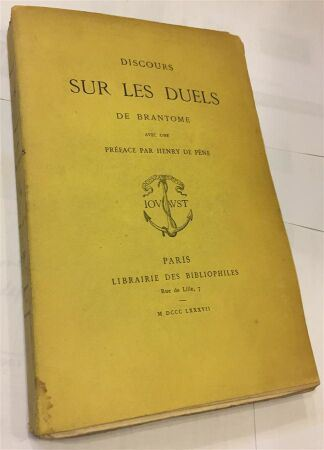 DISCOURS
SUR LES DUELS
DE BRANTOME
AVEC UNE
PRÉFACE PAR HENRY DE PÈNE
IOVAVST
PARIS
LIBRAIRIE DES BIBLIOPHILES
Rue de Lille, 7
M DCCC LXXXVII